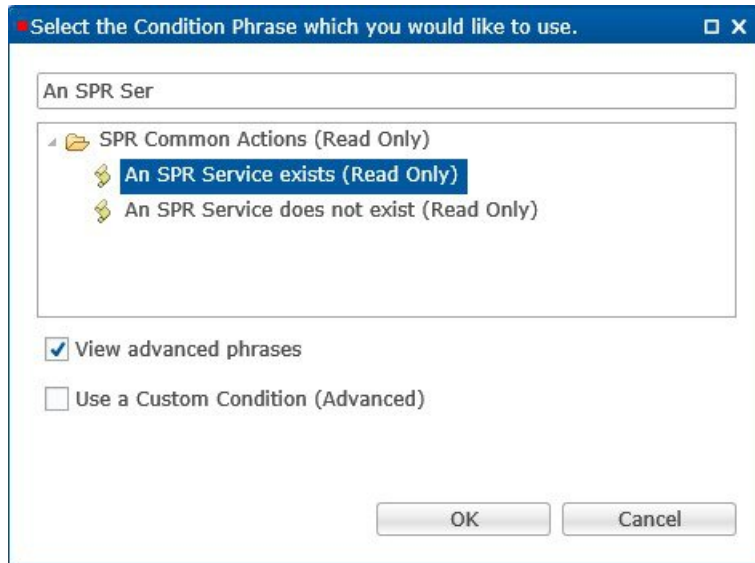 Select the Condition Phrase which you would like to use.
An SPR Ser
SPR Common Actions (Read Only)
An SPR Service exists (Read Only)
An SPR Service does not exist (Read Only)
View advanced phrases
Use a Custom Condition (Advanced)
OK Cancel